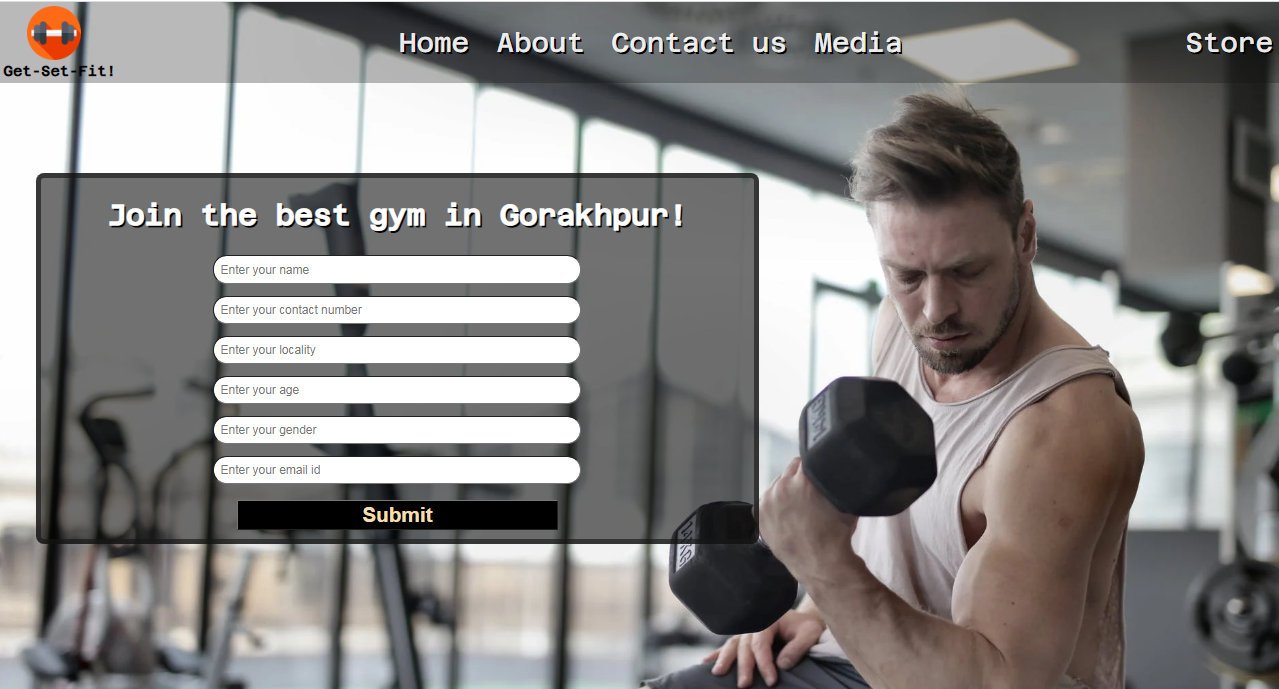 Get-Set-Fit!
Home About Contact us Media Store
Join the best gym in Gorakhpur!
Enter your name
Enter your contact number
Enter your locality
Enter your age
Enter your gender
Enter your email id
Submit